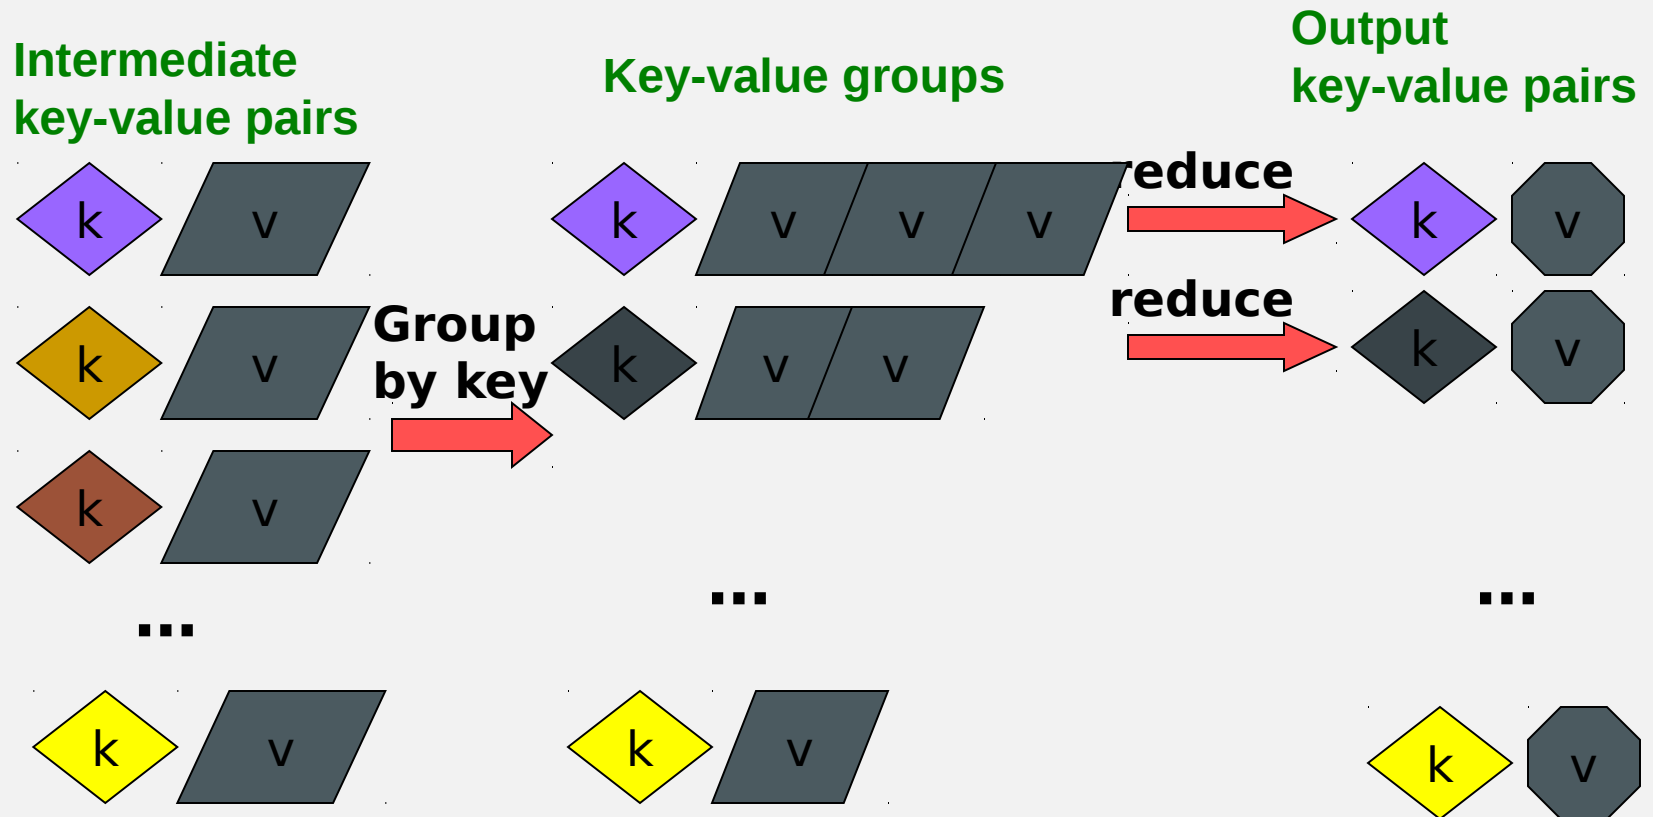 Intermediate
key-value pairs
Key-value groups
Output
key-value pairs
k v
k v v v
reduce
k v
k v
Group
by key
k v v
reduce
k v
k v
...
...
...
k v
k v
k v